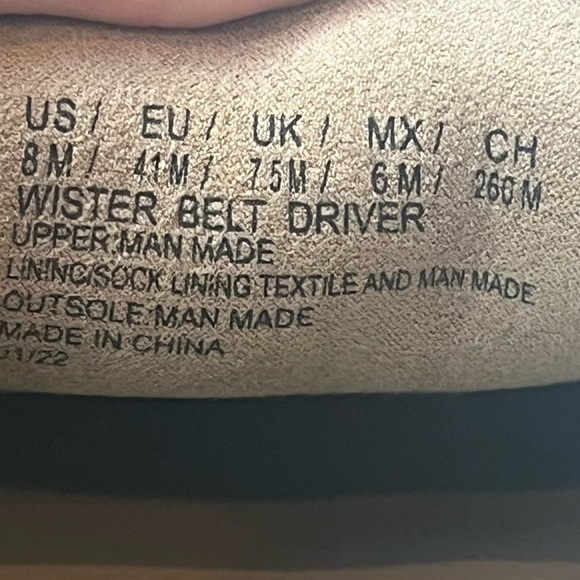 US / EU / UK / MX / CH
8 M / 41 M / 7 5 M / 6 M / 260 M
WISTER BELT DRIVER
UPPER:MAN MADE
LINING/SOCK LINING TEXTILE AND MAN MADE
OUTSOLE:MAN MADE
MADE IN CHINA